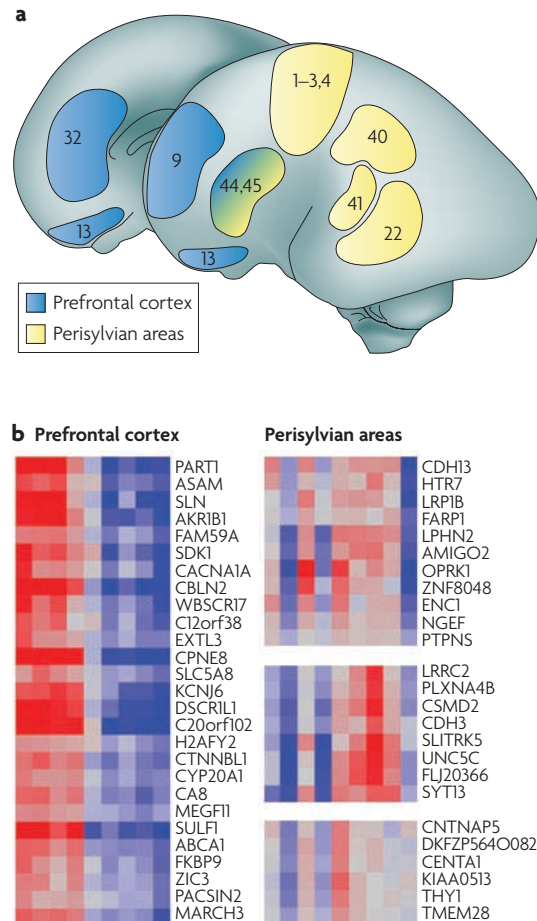 a
1–3,4
32
9
40
44,45
41
13
22
13
Prefrontal cortex
Perisylvian areas
b Prefrontal cortex
PART1
ASAM
SLN
AKR1B1
FAM59A
SDK1
CACNA1A
CBLN2
WBSCR17
C12orf38
EXTL3
CPNE8
SLC5A8
KCNJ6
DSCR1L1
C20orf102
H2AFY2
CTNNBL1
CYP20A1
CA8
MEGF11
SULF1
ABCA1
FKBP9
ZIC3
PACSIN2
MARCH3
Perisylvian areas
CDH13
HTR7
LRP1B
FARP1
LPHN2
AMIGO2
OPRK1
ZNF8048
ENC1
NGEF
PTPNS
LRRC2
PLXNA4B
CSMD2
CDH3
SLITRK5
UNC5C
FLJ20366
SYT13
CNTNAP5
DKFZP564O082
CENTA1
KIAA0513
THY1
TMEM28